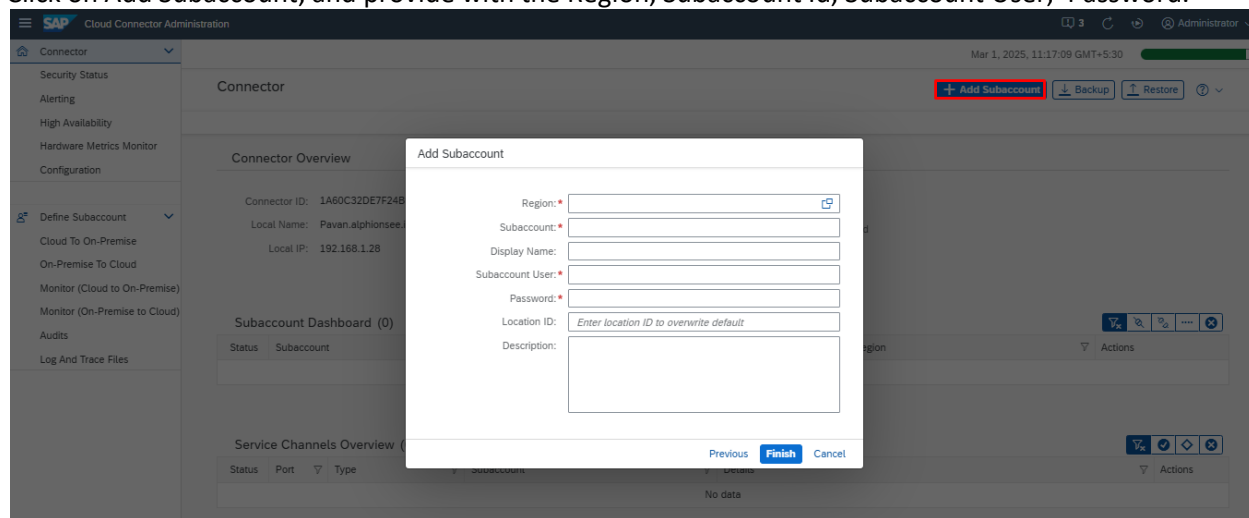 Click on Add Subaccount, and provide with the Region, Subaccount Id, Subaccount User, Password.
SAP Cloud Connector Administration 3 Administrator
Connector
Mar 1, 2025, 11:17:09 GMT+5:30
Security Status
Connector
Add Subaccount Backup Restore
Alerting
High Availability
Hardware Metrics Monitor
Configuration
Connector Overview
Connector ID: 1A60C32DE7F24B
Local Name: Pavan.alphionsee.i
Local IP: 192.168.1.28
Define Subaccount
Cloud To On-Premise
On-Premise To Cloud
Monitor (Cloud to On-Premise)
Monitor (On-Premise to Cloud)
Audits
Log And Trace Files
Add Subaccount
Region:*
Subaccount:*
Display Name:
Subaccount User:*
Password:*
Location ID: Enter location ID to overwrite default
Description:
Previous Finish Cancel
Subaccount Dashboard (0)
Status Subaccount egion Actions
Service Channels Overview (
Status Port Type Subaccount Details Actions
No data